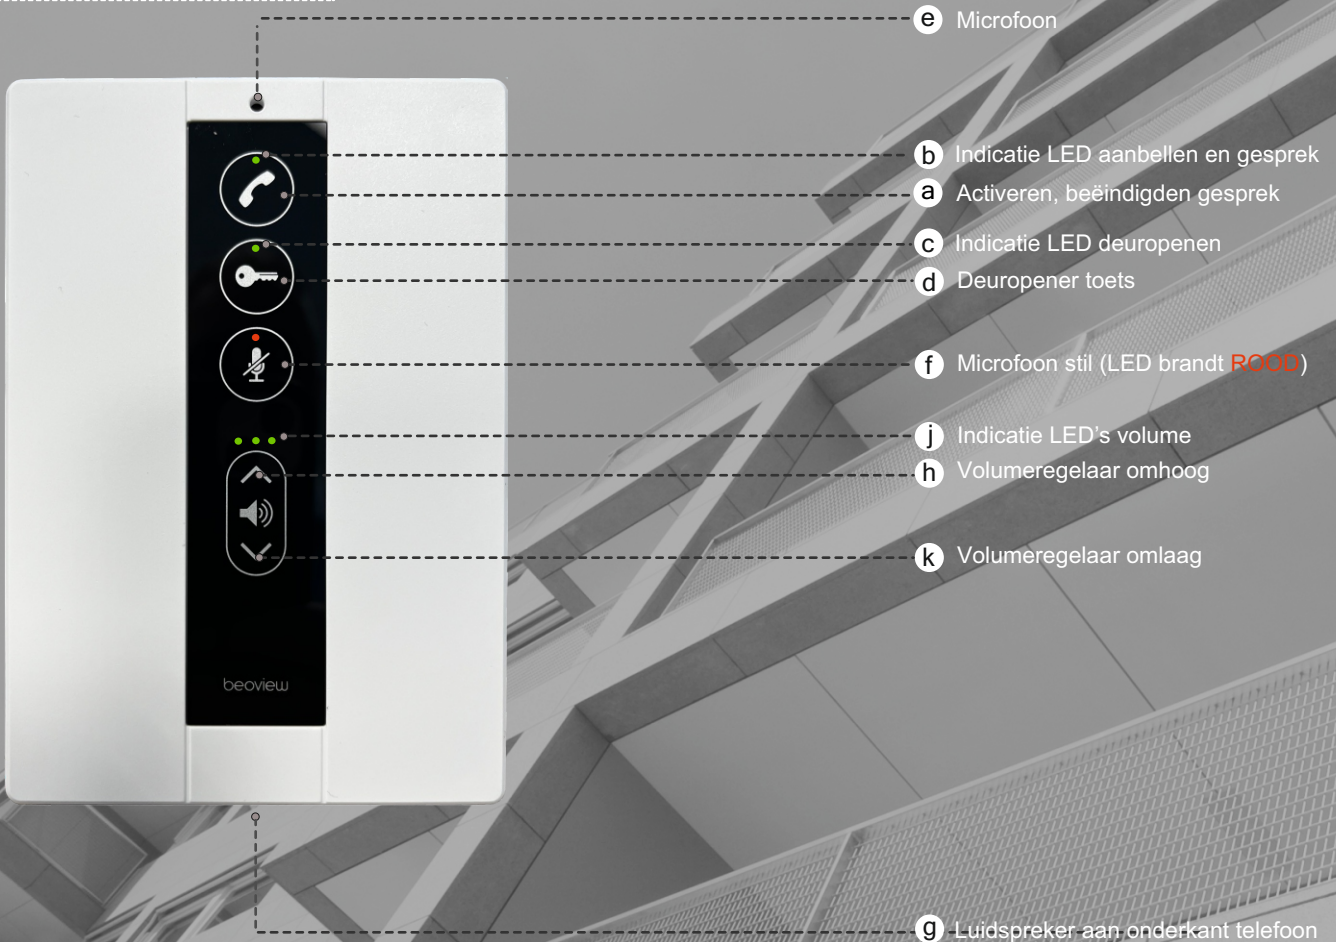 e Microfoon
b Indicatie LED aanbellen en gesprek
a Activeren, beëindigden gesprek
c Indicatie LED deuropenen
d Deuropener toets
f Microfoon stil (LED brandt ROOD)
j Indicatie LED's volume
h Volumeregelaar omhoog
k Volumeregelaar omlaag
beoview
g Luidspreker aan onderkant telefoon